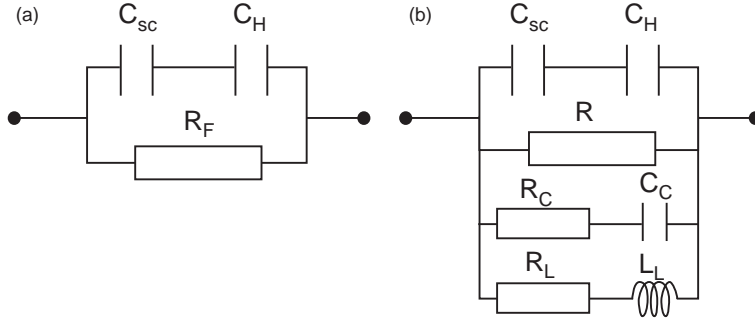 (a)
C_sc C_H
R_F
(b)
C_sc C_H
R
R_C C_C
R_L L_L